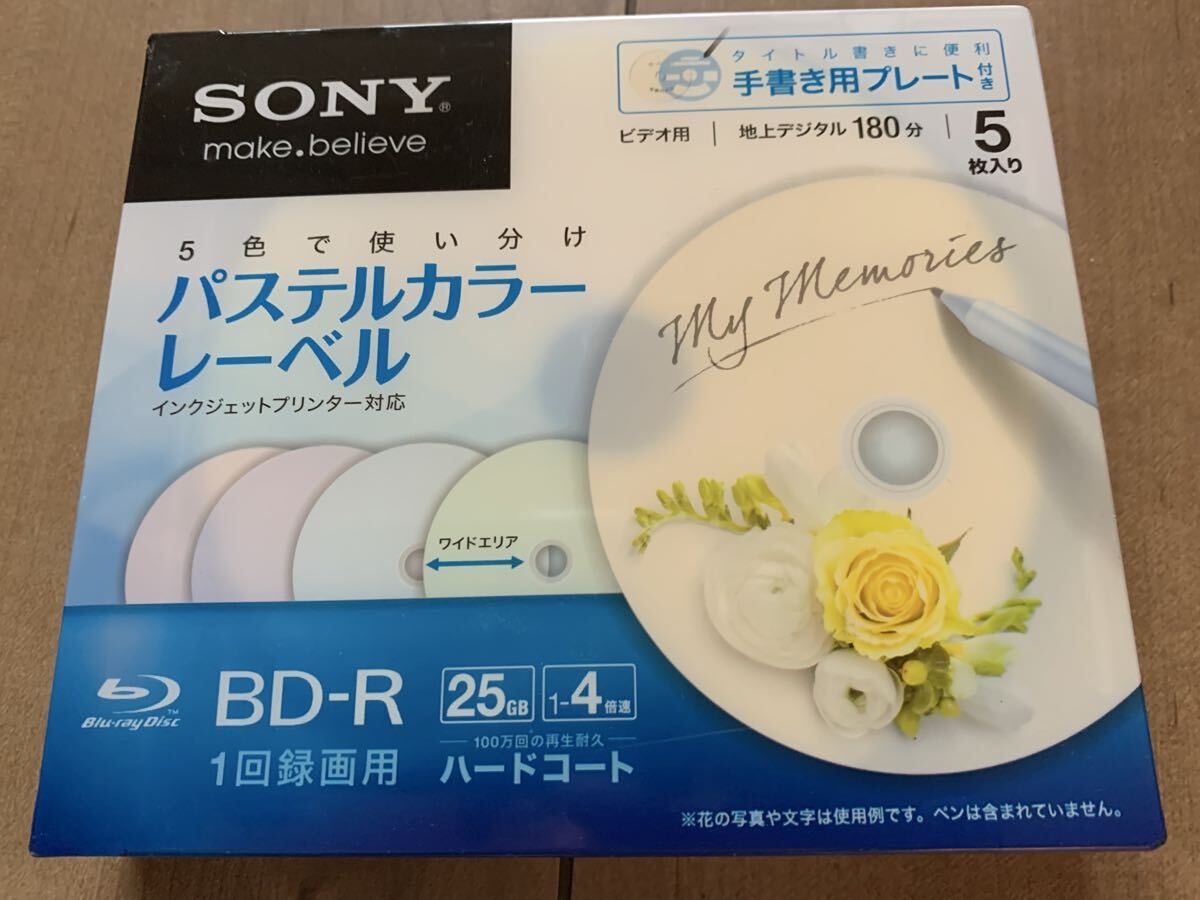 SONY®
make.believe
タイトル書きに便利
手書き用プレート付き
ビデオ用 | 地上デジタル 180分 | 5枚入り
5色で使い分け
パステルカラー
レーベル
インクジェットプリンター対応
My Memories
ワイドエリア
Blu-ray Disc™
BD-R
25GB
1-4倍速
1回録画用
100万回の再生耐久
ハードコート
※花の写真や文字は使用例です。ペンは含まれていません。